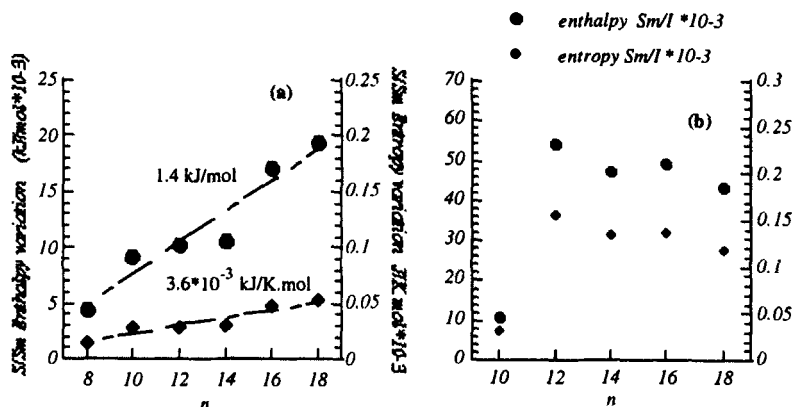 enthalpy Sm/I *10-3
entropy Sm/I *10-3
S/Sm Enthalpy variation (kJ/mol*10-3)
25
20
15
10
5
0
(a)
1.4 kJ/mol
3.6*10-3 kJ/K.mol
0.25
0.2
0.15
0.1
0.05
0
S/Sm Entropy variation J/K mol*10-3
8 10 12 14 16 18
n
70
60
50
40
30
20
10
0
(b)
0.3
0.25
0.2
0.15
0.1
0.05
0
10 12 14 16 18
n